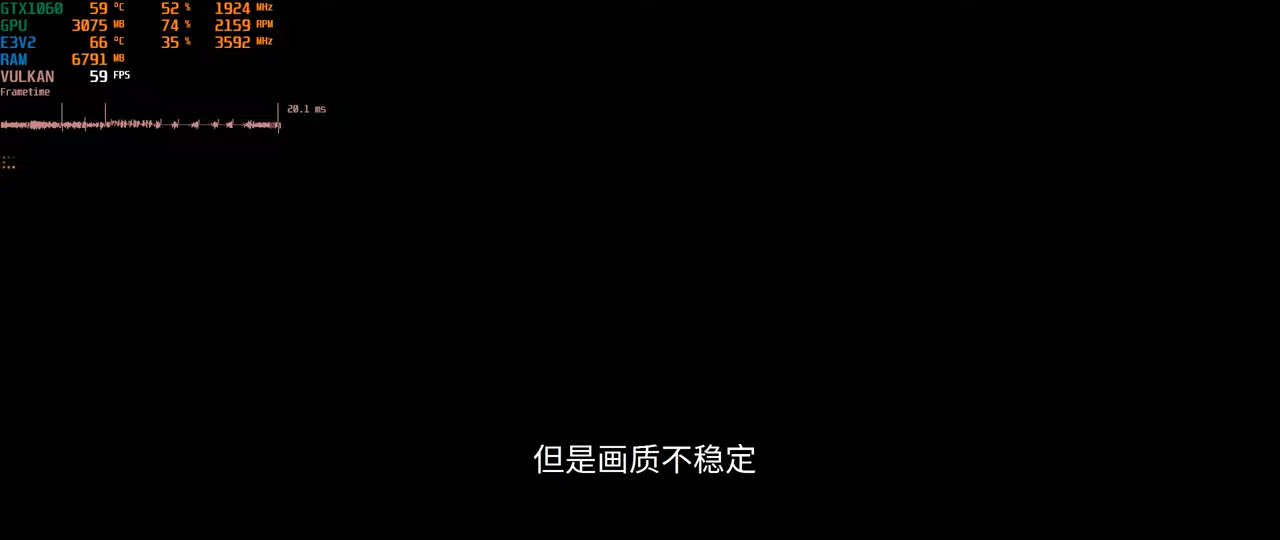 GTX1060 59 °C 52 % 1924 MHz
GPU 3075 MB 74 % 2159 RPM
E3V2 66 °C 35 % 3592 MHz
RAM 6791 MB
VULKAN 59 FPS
Frametime
20.1 ms
但是画质不稳定